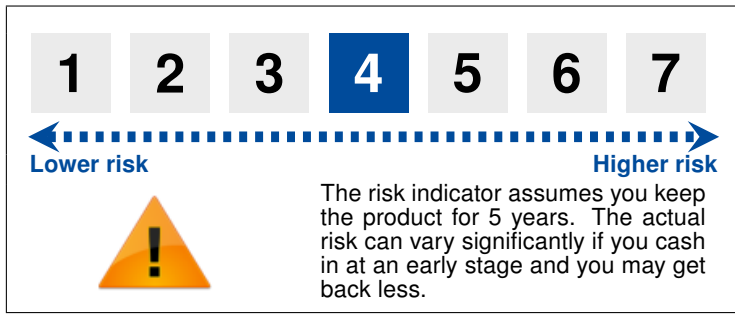 1 2 3 4 5 6 7
Lower risk Higher risk
The risk indicator assumes you keep
the product for 5 years. The actual
risk can vary significantly if you cash
in at an early stage and you may get
back less.